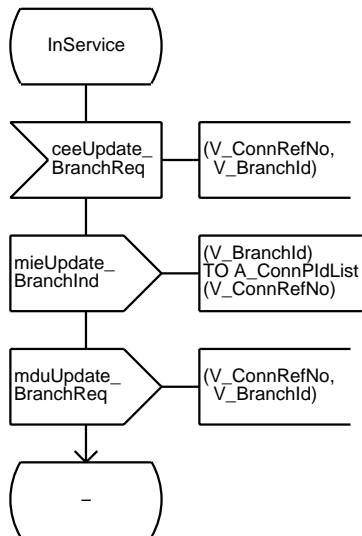 InService
ceeUpdate_
BranchReq
(V_ConnRefNo,
V_BranchId)
mieUpdate_
BranchInd
(V_BranchId)
TO A_ConnPIdList
(V_ConnRefNo)
mduUpdate_
BranchReq
(V_ConnRefNo,
V_BranchId)
–